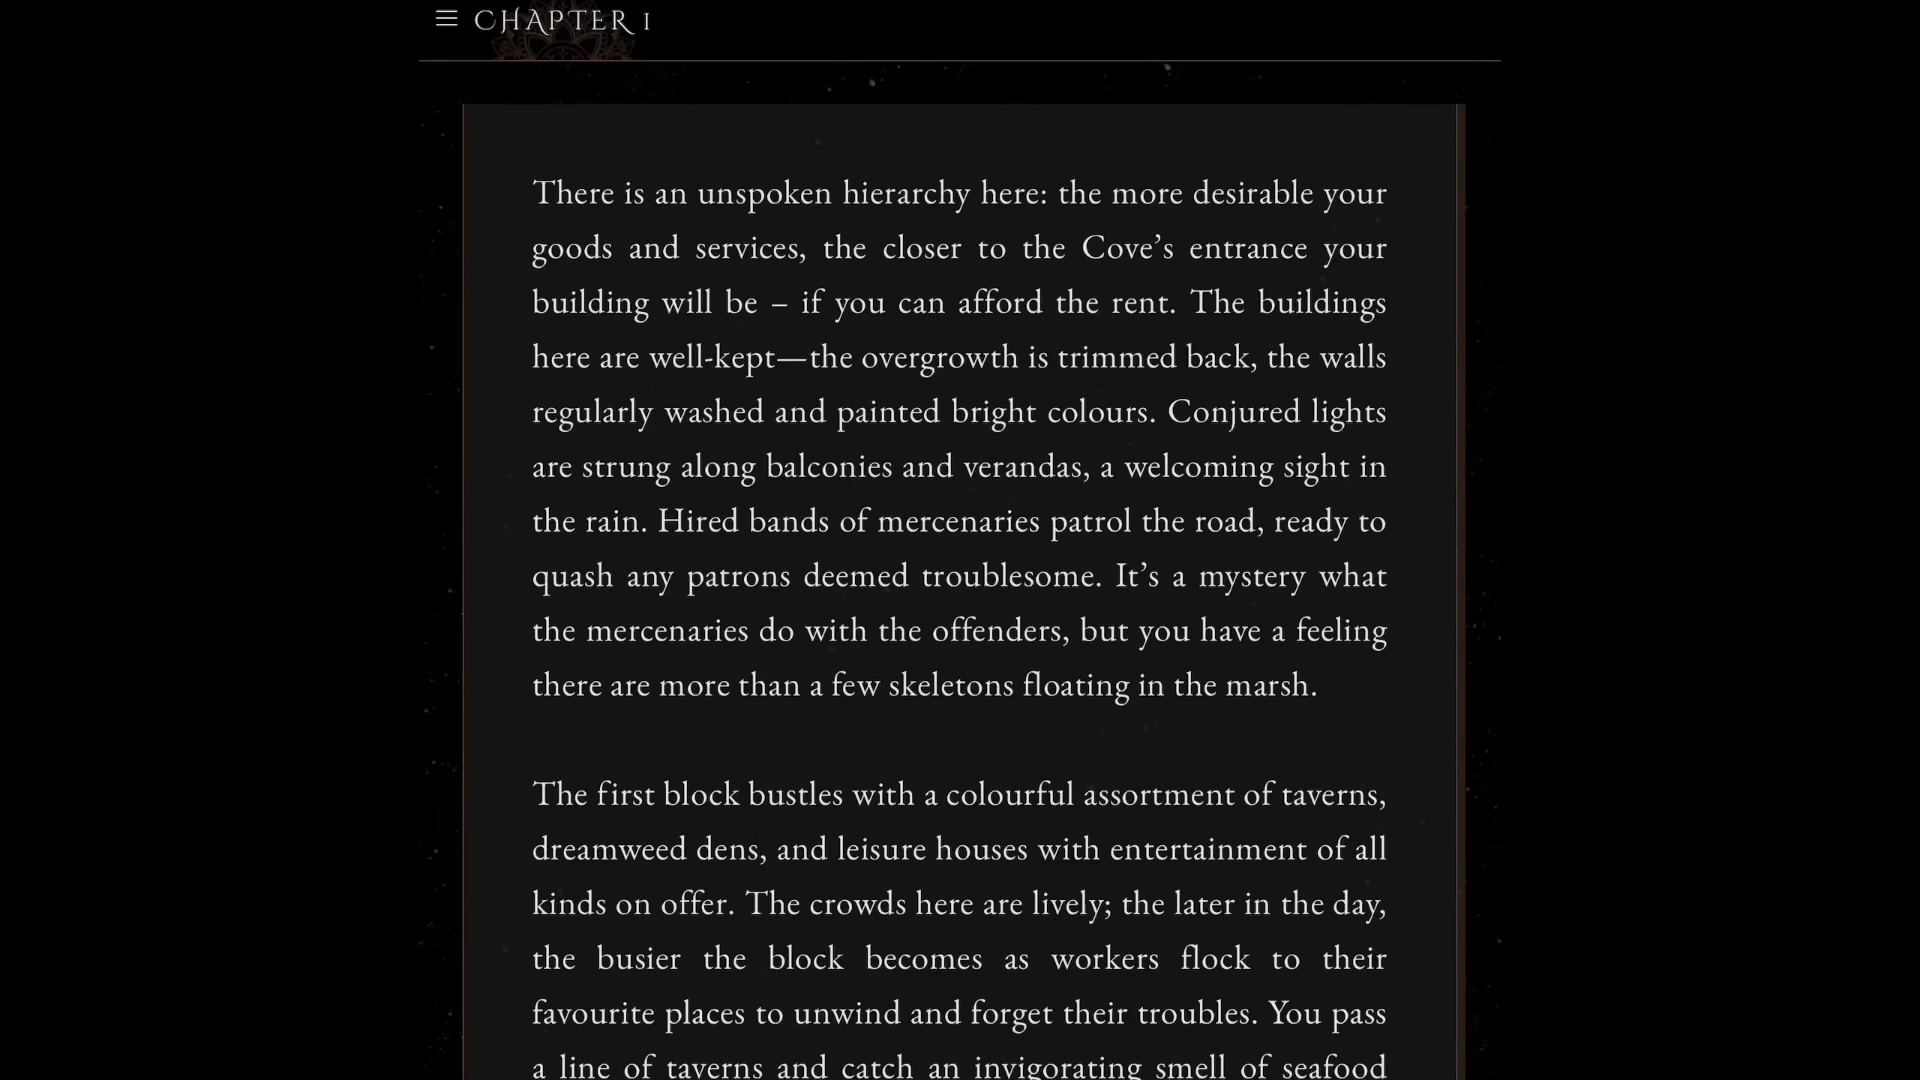 CHAPTER I
There is an unspoken hierarchy here: the more desirable your
goods and services, the closer to the Cove’s entrance your
building will be – if you can afford the rent. The buildings
here are well-kept—the overgrowth is trimmed back, the walls
regularly washed and painted bright colours. Conjured lights
are strung along balconies and verandas, a welcoming sight in
the rain. Hired bands of mercenaries patrol the road, ready to
quash any patrons deemed troublesome. It’s a mystery what
the mercenaries do with the offenders, but you have a feeling
there are more than a few skeletons floating in the marsh.
The first block bustles with a colourful assortment of taverns,
dreamweed dens, and leisure houses with entertainment of all
kinds on offer. The crowds here are lively; the later in the day,
the busier the block becomes as workers flock to their
favourite places to unwind and forget their troubles. You pass
a line of taverns and catch an invigorating smell of seafood